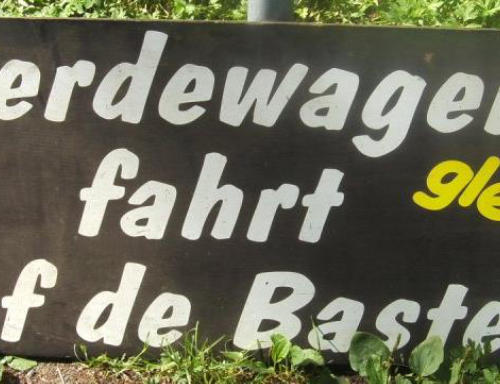 erdewage
fahrt gle
f de Baste